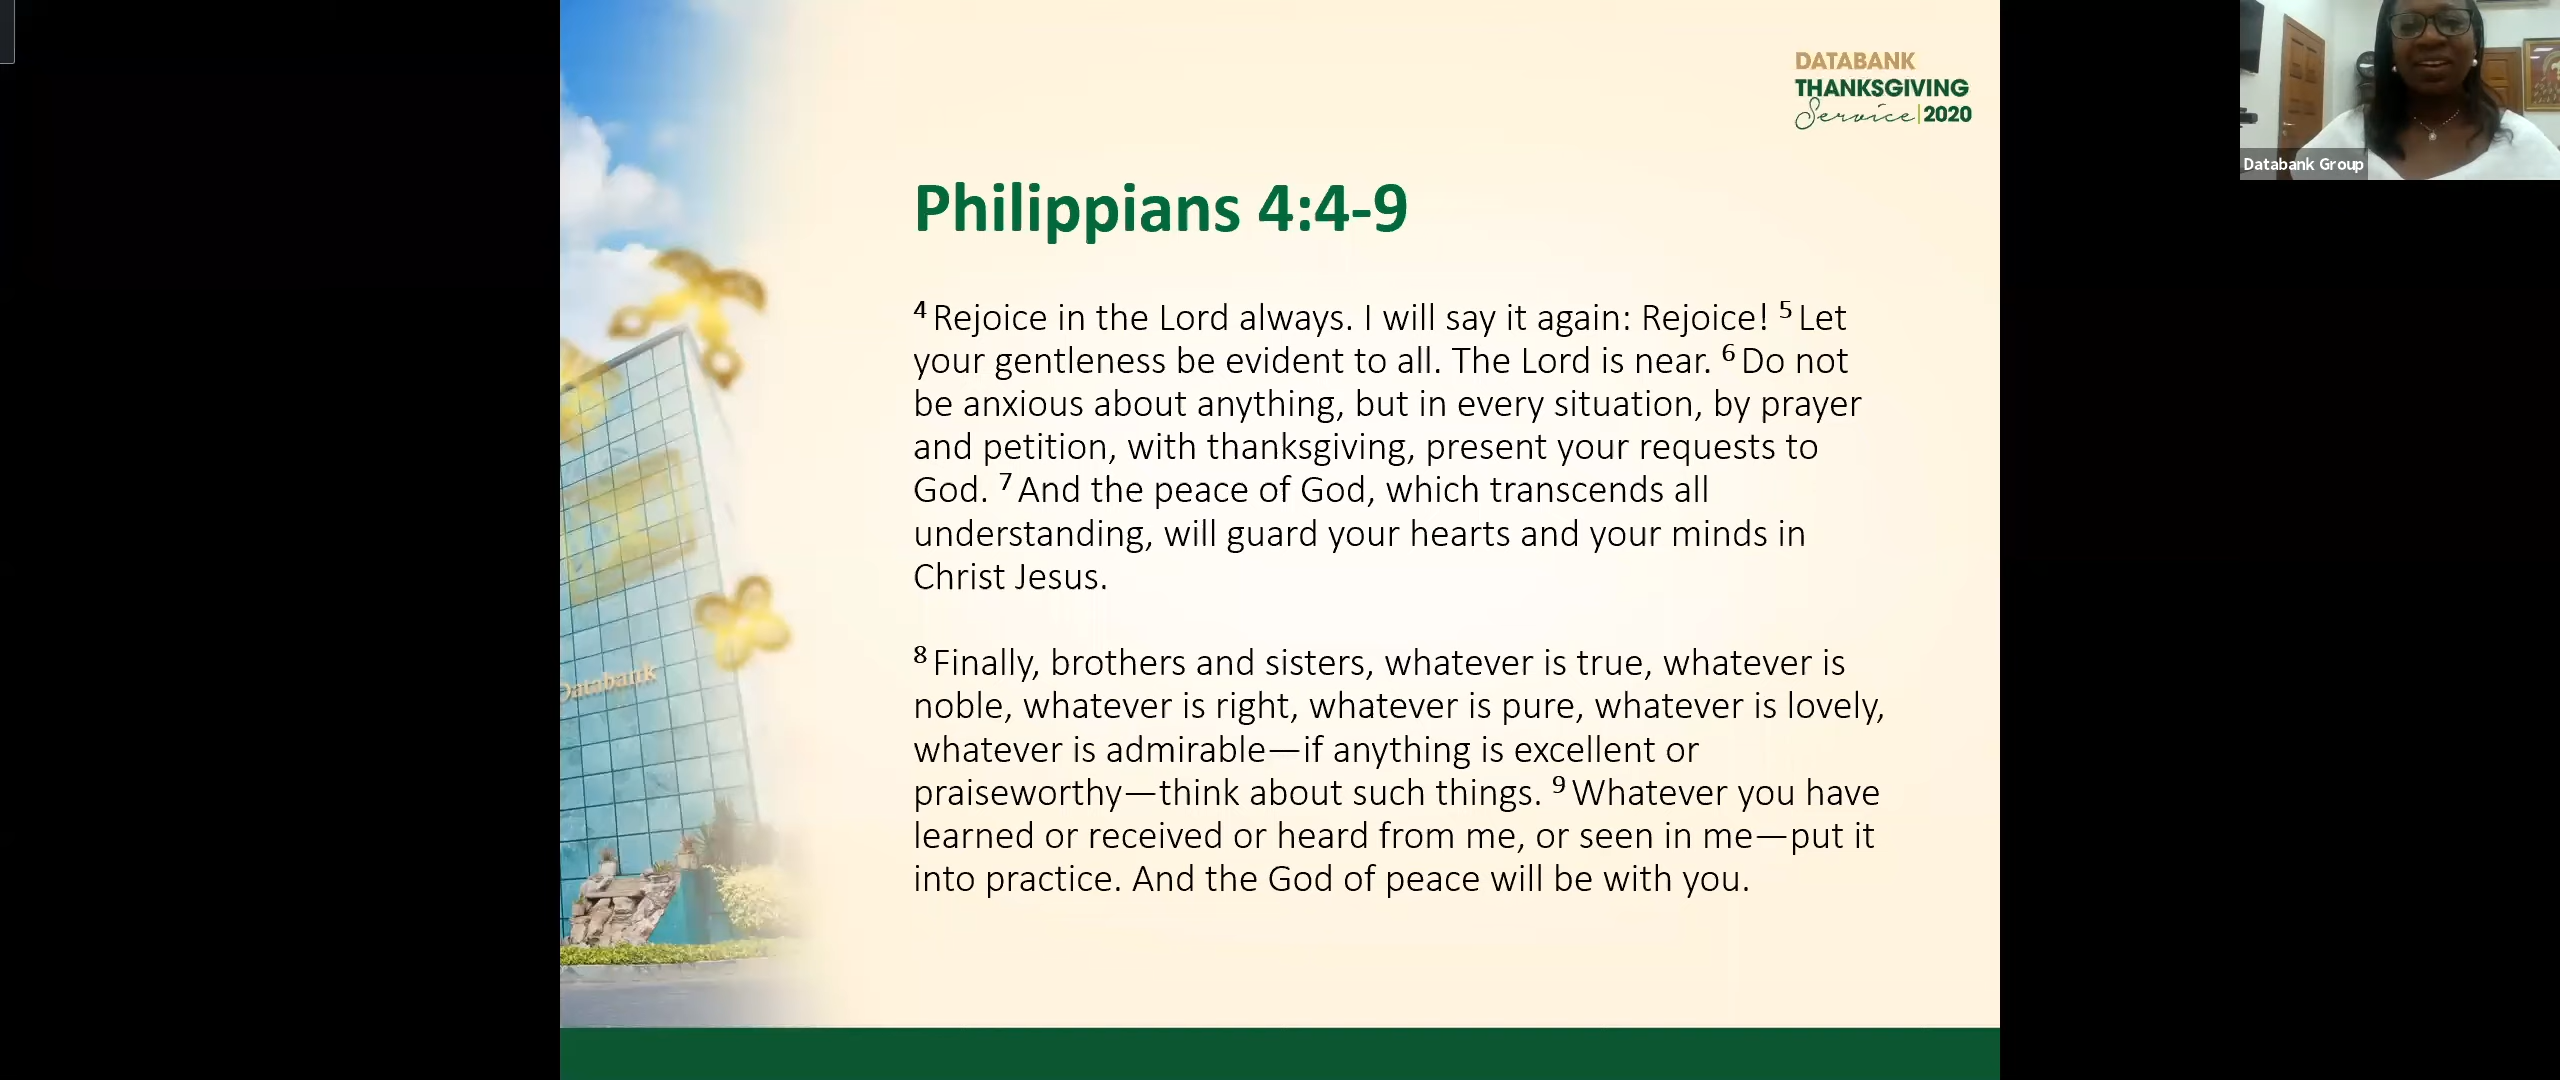 DATABANK
THANKSGIVING
Service | 2020
Databank Group
Philippians 4:4-9
4 Rejoice in the Lord always. I will say it again: Rejoice! 5 Let
your gentleness be evident to all. The Lord is near. 6 Do not
be anxious about anything, but in every situation, by prayer
and petition, with thanksgiving, present your requests to
God. 7 And the peace of God, which transcends all
understanding, will guard your hearts and your minds in
Christ Jesus.
8 Finally, brothers and sisters, whatever is true, whatever is
noble, whatever is right, whatever is pure, whatever is lovely,
whatever is admirable—if anything is excellent or
praiseworthy—think about such things. 9 Whatever you have
learned or received or heard from me, or seen in me—put it
into practice. And the God of peace will be with you.
Databank